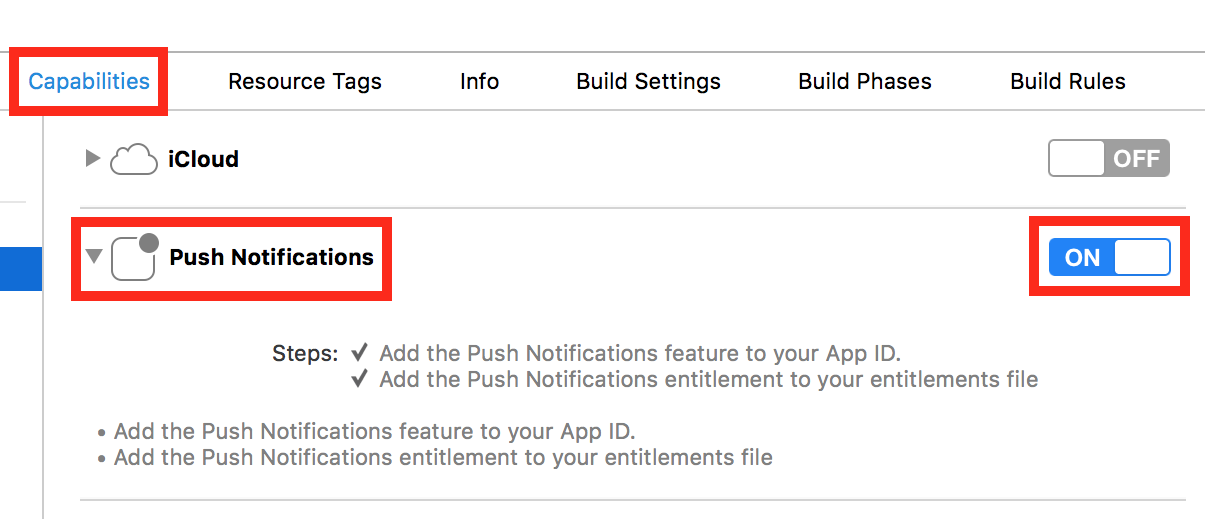 Capabilities Resource Tags Info Build Settings Build Phases Build Rules
iCloud OFF
Push Notifications ON
Steps: ✓ Add the Push Notifications feature to your App ID.
✓ Add the Push Notifications entitlement to your entitlements file
• Add the Push Notifications feature to your App ID.
• Add the Push Notifications entitlement to your entitlements file